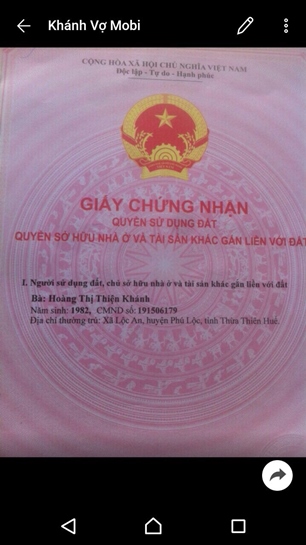 Khánh Vợ Mobi
CỘNG HÒA XÃ HỘI CHỦ NGHĨA VIỆT NAM
Độc lập - Tự do - Hạnh phúc
GIẤY CHỨNG NHẬN
QUYỀN SỬ DỤNG ĐẤT
QUYỀN SỞ HỮU NHÀ Ở VÀ TÀI SẢN KHÁC GẮN LIỀN VỚI ĐẤT
I. Người sử dụng đất, chủ sở hữu nhà ở và tài sản khác gắn liền với đất
Bà: Hoàng Thị Thiện Khánh
Năm sinh: 1982, CMND số: 191506179
Địa chỉ thường trú: Xã Lộc An, huyện Phú Lộc, tỉnh Thừa Thiên Huế.